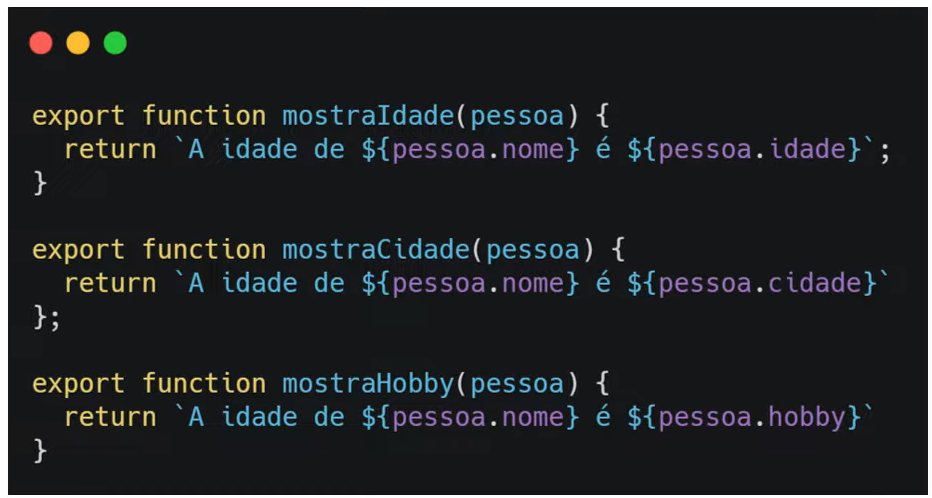 export function mostraIdade(pessoa) {
  return `A idade de ${pessoa.nome} é ${pessoa.idade}`;
}

export function mostraCidade(pessoa) {
  return `A idade de ${pessoa.nome} é ${pessoa.cidade}`
};

export function mostraHobby(pessoa) {
  return `A idade de ${pessoa.nome} é ${pessoa.hobby}`
}